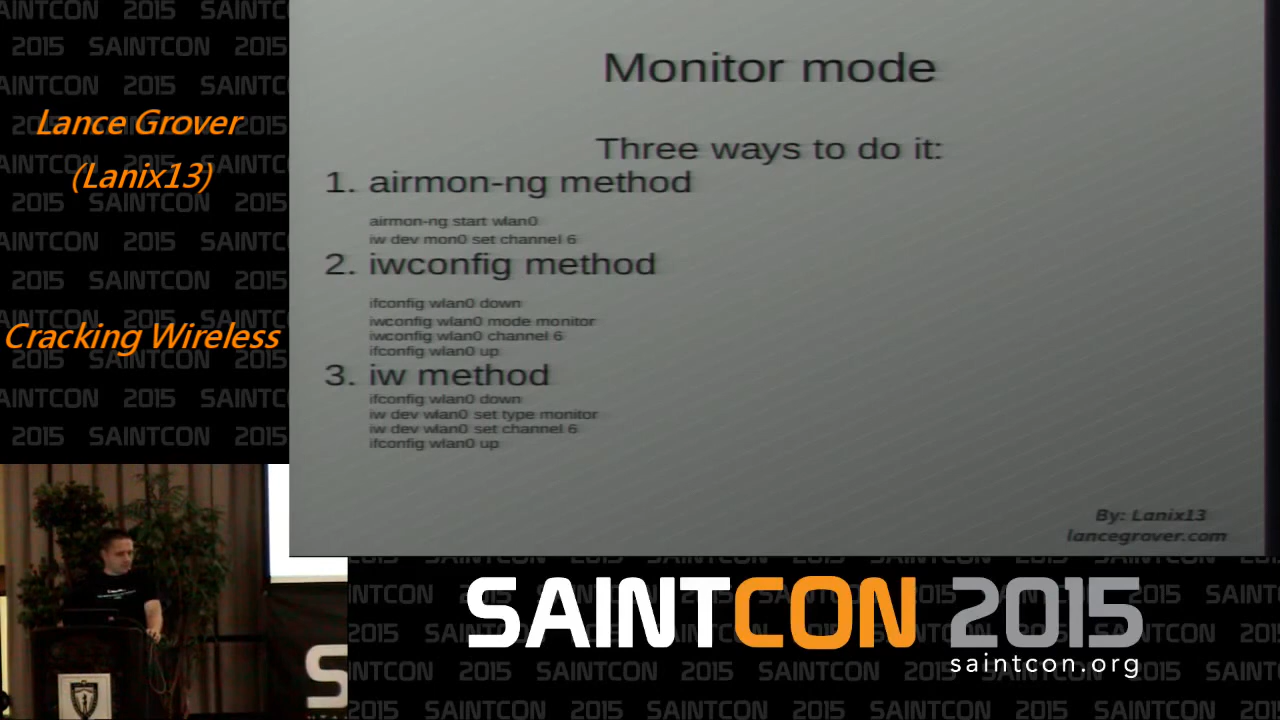 Lance Grover
(Lanix13)
Cracking Wireless
Monitor mode
Three ways to do it:
1. airmon-ng method
airmon-ng start wlan0
iw dev mon0 set channel 6
2. iwconfig method
ifconfig wlan0 down
iwconfig wlan0 mode monitor
iwconfig wlan0 channel 6
ifconfig wlan0 up
3. iw method
ifconfig wlan0 down
iw dev wlan0 set type monitor
iw dev wlan0 set channel 6
ifconfig wlan0 up
By: Lanix13
lancegrover.com
SAINTCON 2015
saintcon.org